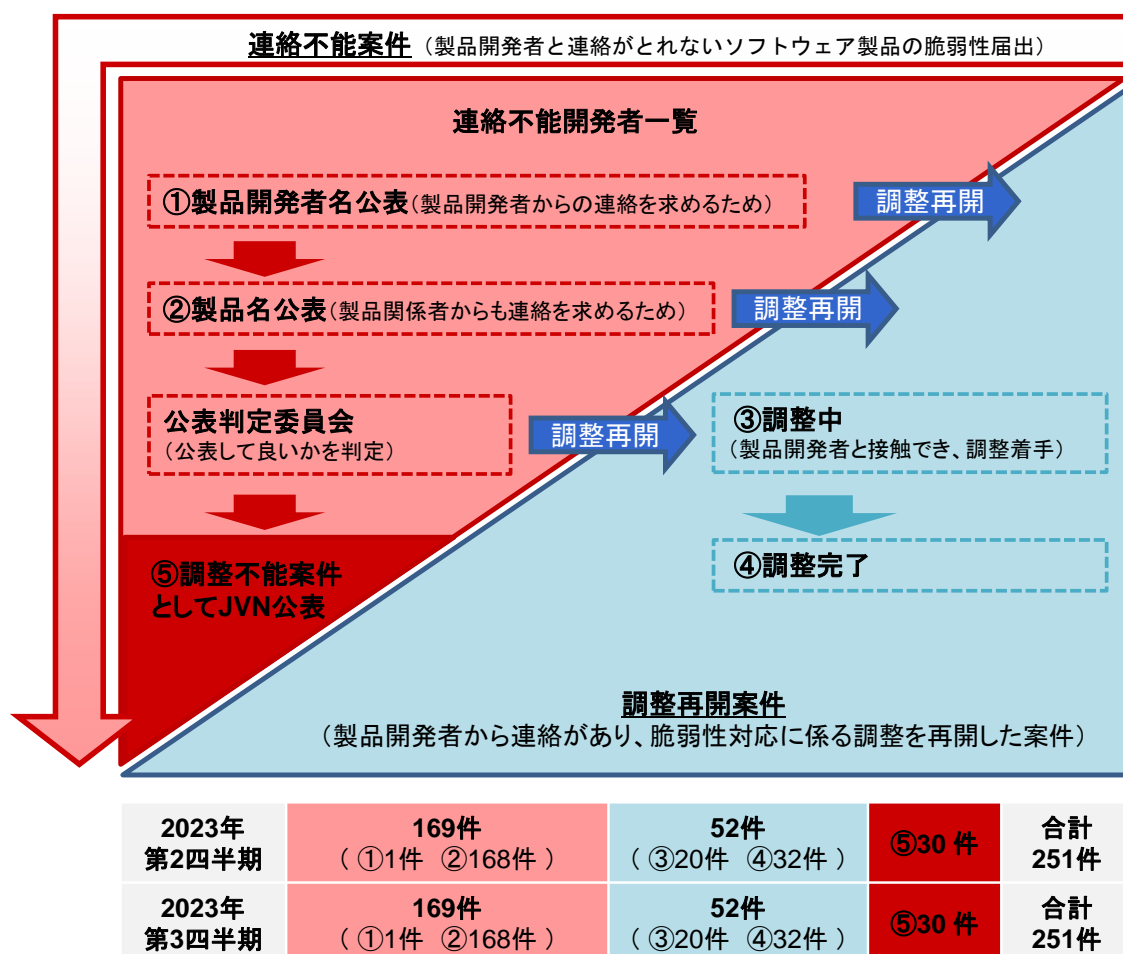 連絡不能案件（製品開発者と連絡がとれないソフトウェア製品の脆弱性届出）
連絡不能開発者一覧
①製品開発者名公表（製品開発者からの連絡を求めるため）
調整再開
②製品名公表（製品関係者からも連絡を求めるため）
調整再開
公表判定委員会
（公表して良いかを判定）
調整再開
③調整中
（製品開発者と接触でき、調整着手）
④調整完了
⑤調整不能案件
としてJVN公表
調整再開案件
（製品開発者から連絡があり、脆弱性対応に係る調整を再開した案件）
2023年
第2四半期
169件
（ ①1件 ②168件 ）
52件
（ ③20件 ④32件 ）
⑤30 件
合計
251件
2023年
第3四半期
169件
（ ①1件 ②168件 ）
52件
（ ③20件 ④32件 ）
⑤30 件
合計
251件